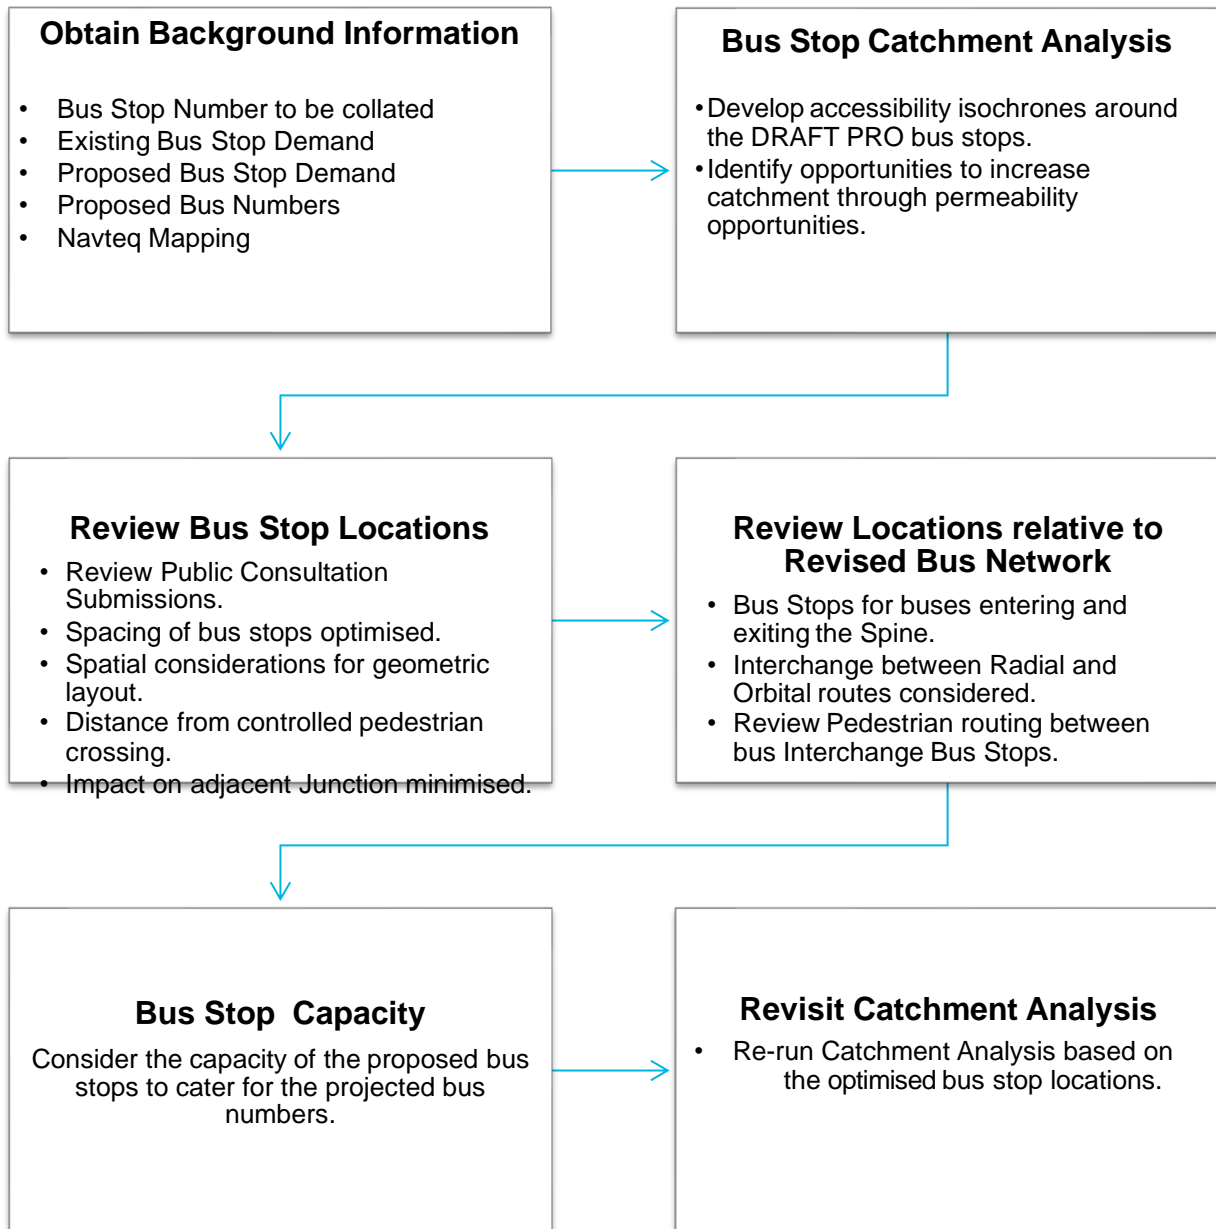 Obtain Background Information
• Bus Stop Number to be collated
• Existing Bus Stop Demand
• Proposed Bus Stop Demand
• Proposed Bus Numbers
• Navteq Mapping
Bus Stop Catchment Analysis
•Develop accessibility isochrones around
the DRAFT PRO bus stops.
•Identify opportunities to increase
catchment through permeability
opportunities.
Review Bus Stop Locations
• Review Public Consultation
Submissions.
• Spacing of bus stops optimised.
• Spatial considerations for geometric
layout.
• Distance from controlled pedestrian
crossing.
• Impact on adjacent Junction minimised.
Review Locations relative to
Revised Bus Network
• Bus Stops for buses entering and
exiting the Spine.
• Interchange between Radial and
Orbital routes considered.
• Review Pedestrian routing between
bus Interchange Bus Stops.
Bus Stop Capacity
Consider the capacity of the proposed bus
stops to cater for the projected bus
numbers.
Revisit Catchment Analysis
• Re-run Catchment Analysis based on
the optimised bus stop locations.